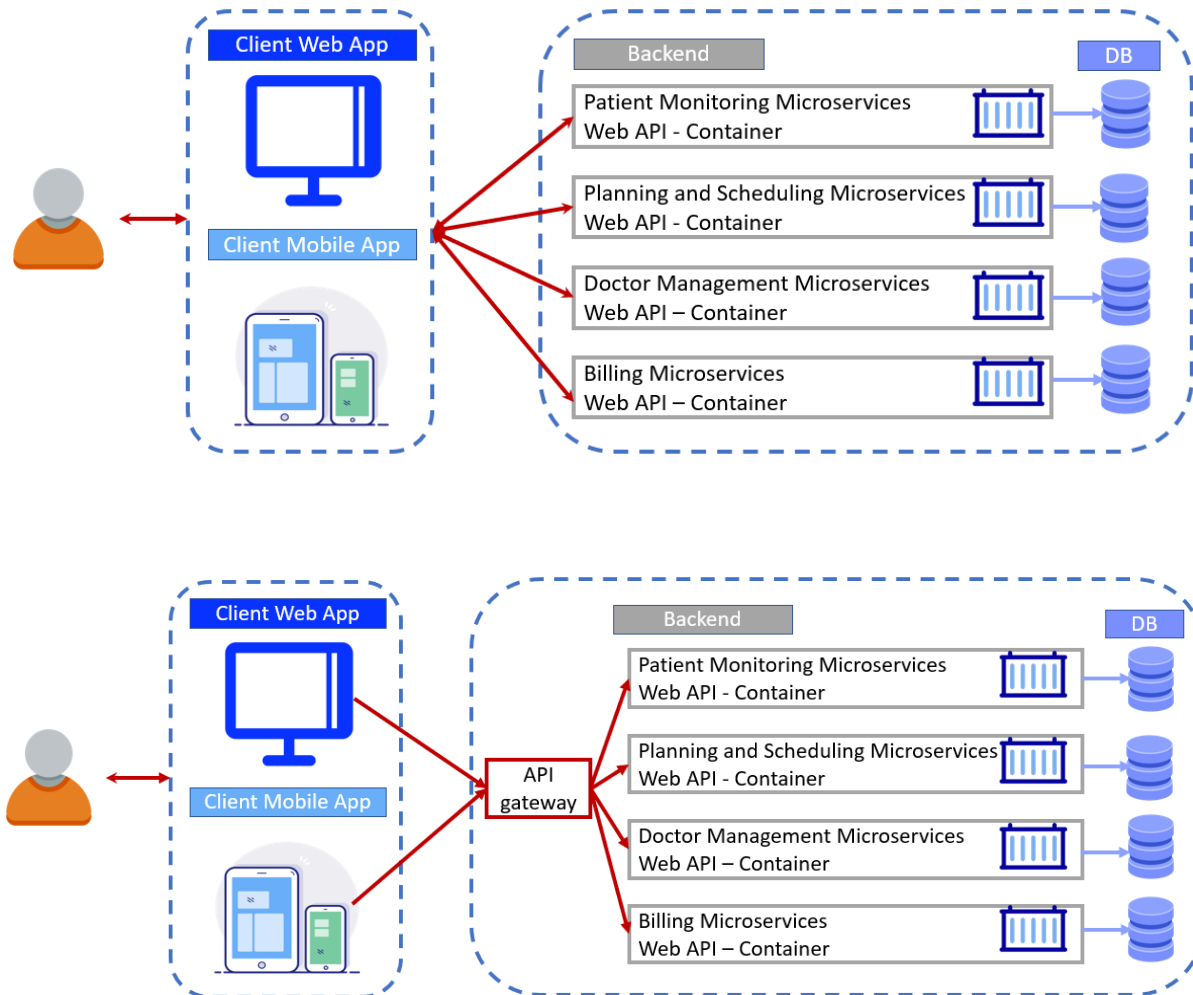 Client Web App
Client Mobile App
Backend
DB
Patient Monitoring Microservices
Web API - Container
Planning and Scheduling Microservices
Web API - Container
Doctor Management Microservices
Web API – Container
Billing Microservices
Web API – Container
Client Web App
Client Mobile App
API
gateway
Backend
DB
Patient Monitoring Microservices
Web API - Container
Planning and Scheduling Microservices
Web API - Container
Doctor Management Microservices
Web API – Container
Billing Microservices
Web API – Container